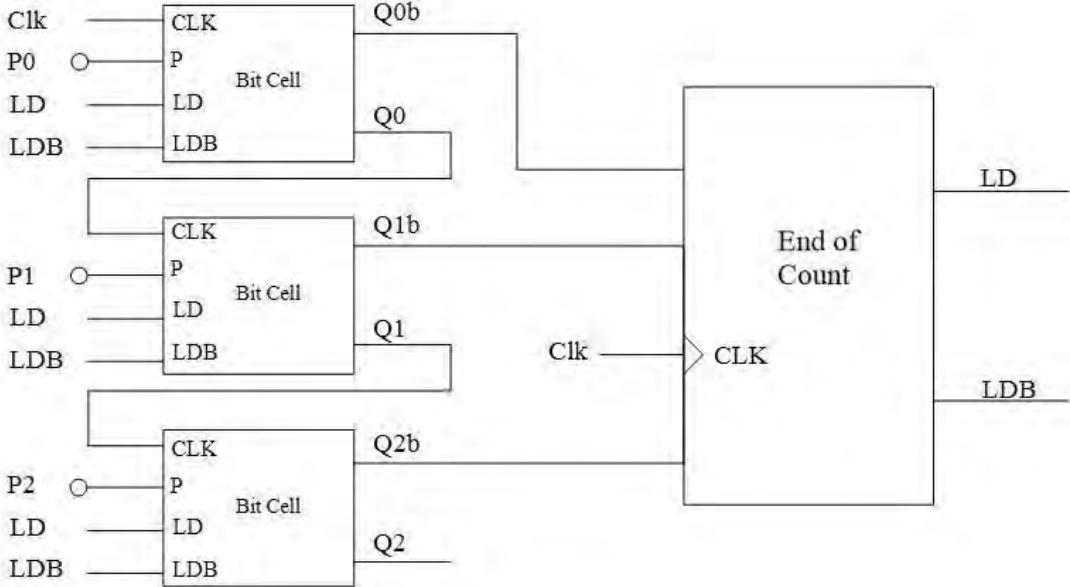 Clk
CLK
Q0b
P0
P
Bit Cell
LD
LD
Q0
LDB
LDB
CLK
Q1b
P1
P
Bit Cell
LD
LD
Q1
LDB
LDB
CLK
Q2b
P2
P
Bit Cell
LD
LD
Q2
LDB
LDB
End of
Count
Clk
CLK
LD
LDB